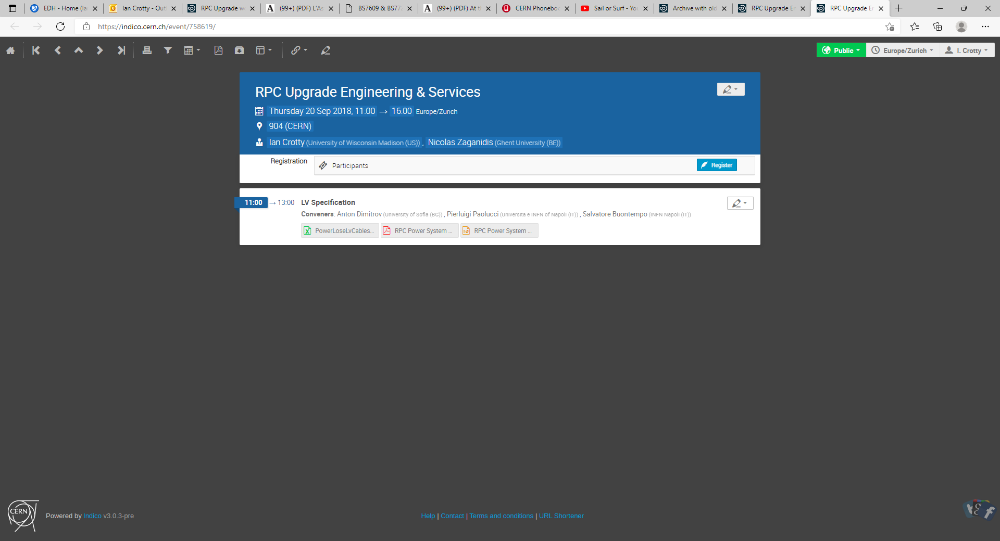 EDH - Home (Ia
Ian Crotty - Out
RPC Upgrade w
(99+) (PDF) L'As
BS7609 & BS77
(99+) (PDF) At t
CERN Phoneboo
Sail or Surf - Yo
Archive with old
RPC Upgrade E
RPC Upgrade E
https://indico.cern.ch/event/758619/
Public
Europe/Zurich
I. Crotty
RPC Upgrade Engineering & Services
Thursday 20 Sep 2018, 11:00 → 16:00 Europe/Zurich
904 (CERN)
Ian Crotty (University of Wisconsin Madison (US)) , Nicolas Zaganidis (Ghent University (BE))
Registration
Participants
Register
11:00 → 13:00 LV Specification
Conveners: Anton Dimitrov (University of Sofia (BG)) , Pierluigi Paolucci (Universita e INFN of Napoli (IT)) , Salvatore Buontempo (INFN Napoli (IT))
PowerLoseLvCables... RPC Power System ... RPC Power System ...
CERN
Powered by Indico v3.0.3-pre
Help | Contact | Terms and conditions | URL Shortener